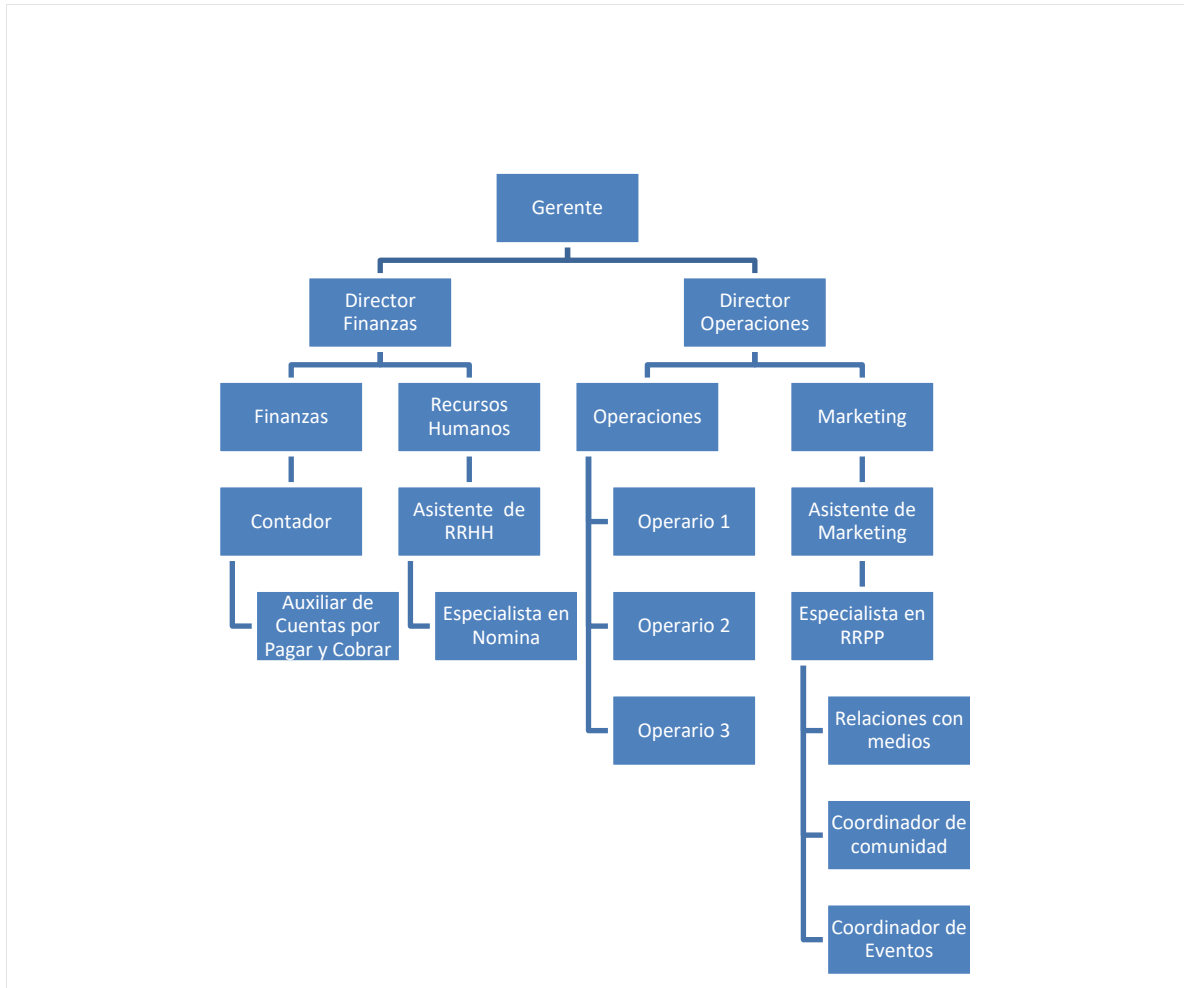 Gerente
Director
Finanzas
Director
Operaciones
Finanzas
Recursos
Humanos
Operaciones
Marketing
Contador
Asistente de
RRHH
Operario 1
Asistente de
Marketing
Auxiliar de
Cuentas por
Pagar y Cobrar
Especialista en
Nomina
Operario 2
Especialista en
RRPP
Operario 3
Relaciones con
medios
Coordinador de
comunidad
Coordinador de
Eventos